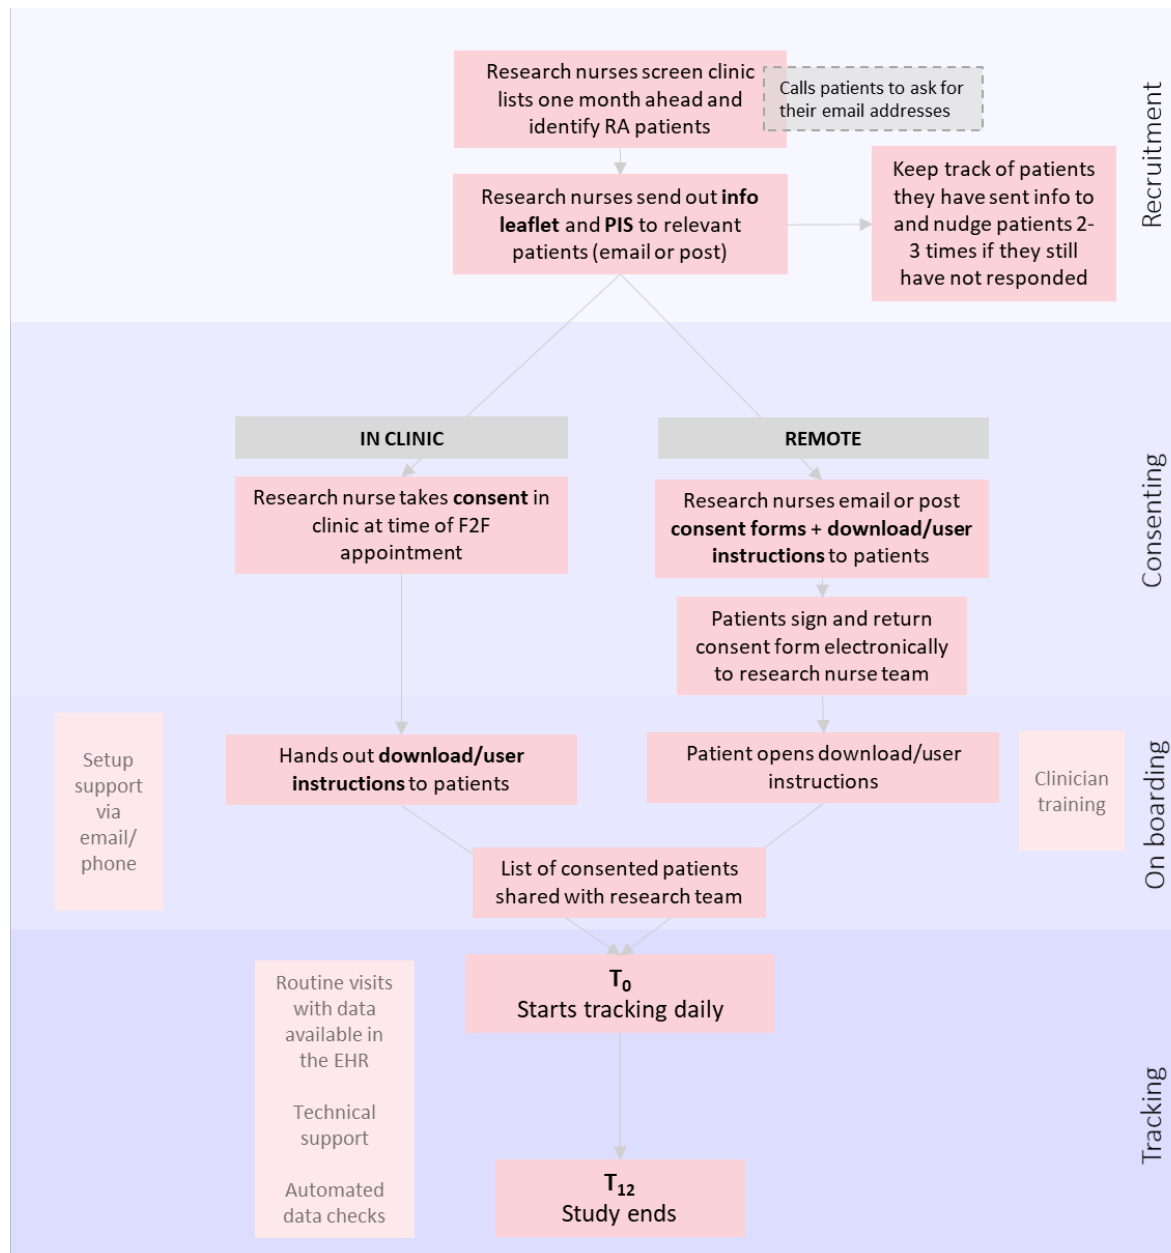 Research nurses screen clinic
lists one month ahead and
identify RA patients
Calls patients to ask for
their email addresses
Research nurses send out info
leaflet and PIS to relevant
patients (email or post)
Keep track of patients
they have sent info to
and nudge patients 2-
3 times if they still
have not responded
Recruitment
IN CLINIC
REMOTE
Research nurse takes consent in
clinic at time of F2F
appointment
Research nurses email or post
consent forms + download/user
instructions to patients
Patients sign and return
consent form electronically
to research nurse team
Consenting
Setup
support
via
email/
phone
Hands out download/user
instructions to patients
Patient opens download/user
instructions
Clinician
training
List of consented patients
shared with research team
On boarding
T0
Starts tracking daily
Routine visits
with data
available in
the EHR
Technical
support
Automated
data checks
T12
Study ends
Tracking